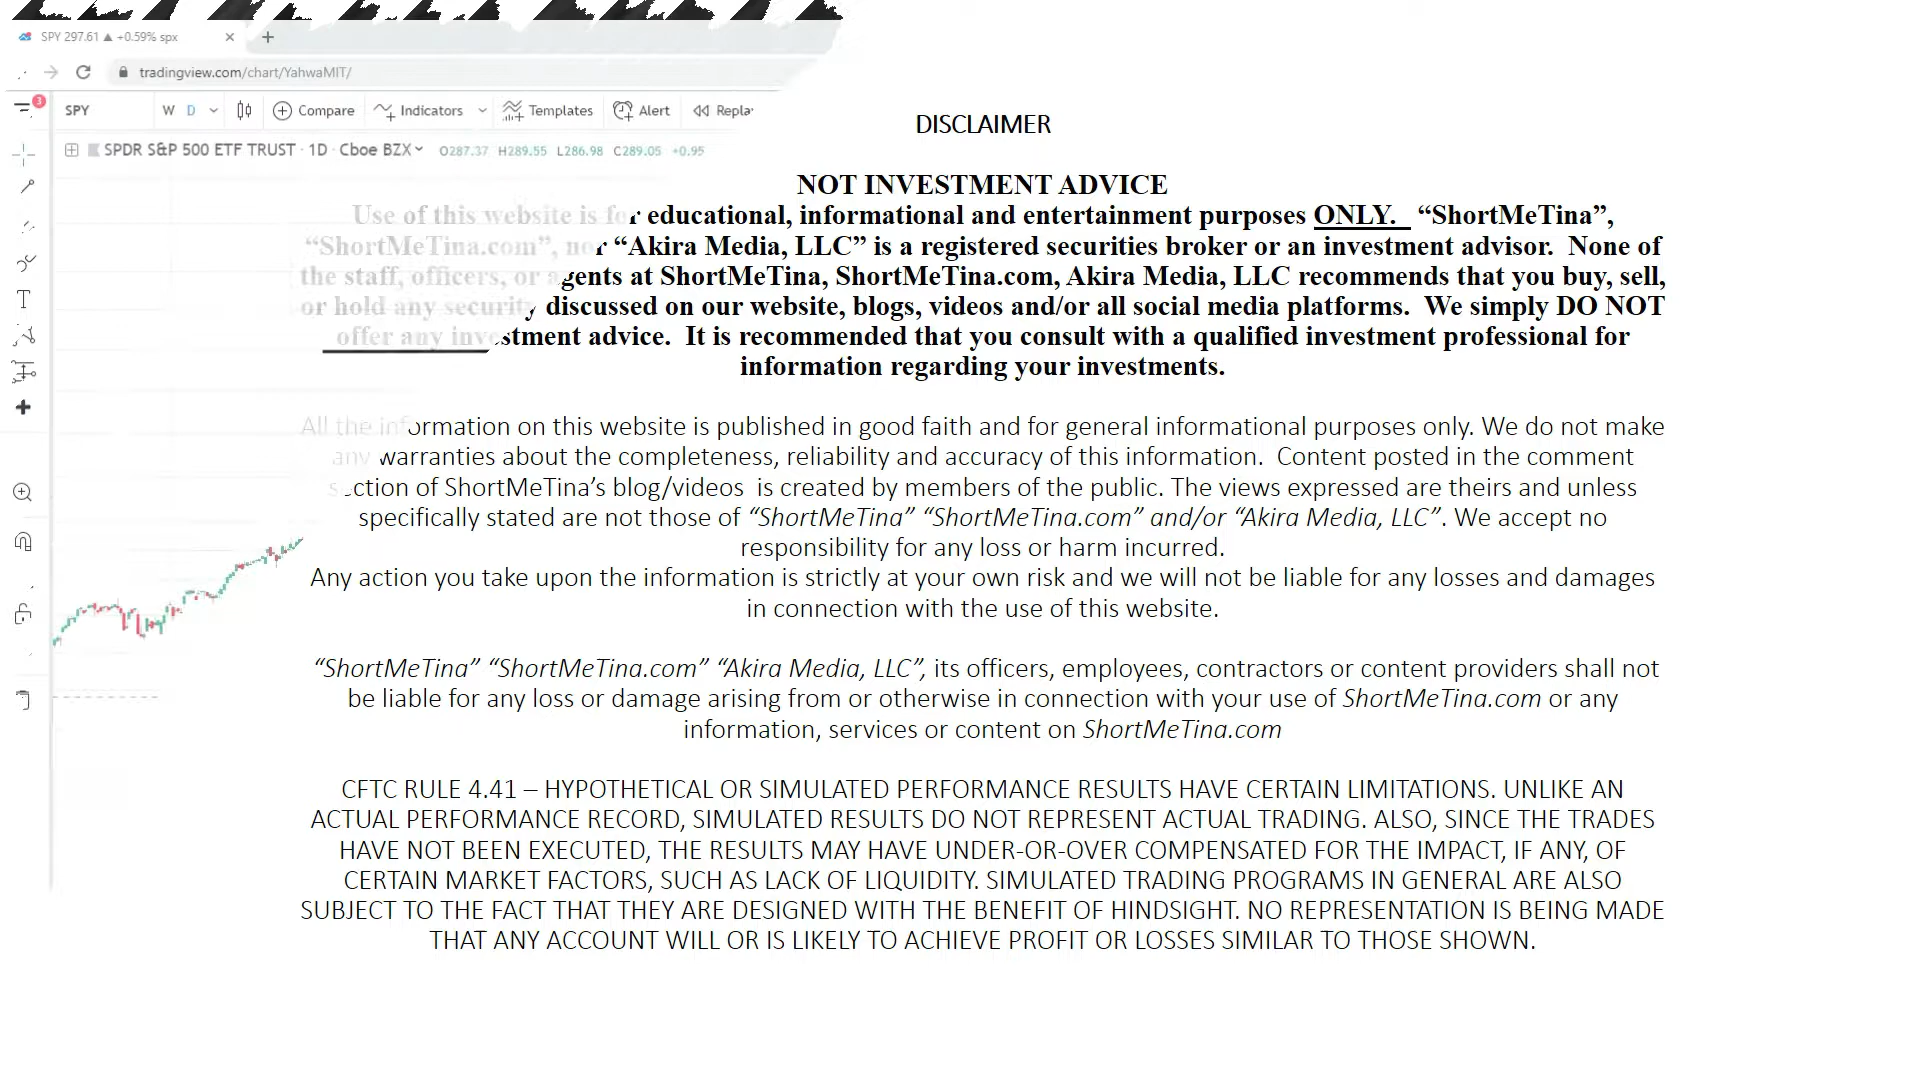 SPY 297.61 ▲ +0.59% spx
tradingview.com/chart/YahwaMIT/
3
SPY W D Compare Indicators Templates Alert Replay
SPDR S&P 500 ETF TRUST · 1D · Cboe BZX O287.37 H289.55 L286.98 C289.05 +0.95
DISCLAIMER
NOT INVESTMENT ADVICE
Use of this website is for educational, informational and entertainment purposes ONLY. “ShortMeTina”,
“ShortMeTina.com”, nor “Akira Media, LLC” is a registered securities broker or an investment advisor. None of
the staff, officers, or agents at ShortMeTina, ShortMeTina.com, Akira Media, LLC recommends that you buy, sell,
or hold any security discussed on our website, blogs, videos and/or all social media platforms. We simply DO NOT
offer any investment advice. It is recommended that you consult with a qualified investment professional for
information regarding your investments.
All the information on this website is published in good faith and for general informational purposes only. We do not make
any warranties about the completeness, reliability and accuracy of this information. Content posted in the comment
section of ShortMeTina’s blog/videos is created by members of the public. The views expressed are theirs and unless
specifically stated are not those of “ShortMeTina” “ShortMeTina.com” and/or “Akira Media, LLC”. We accept no
responsibility for any loss or harm incurred.
Any action you take upon the information is strictly at your own risk and we will not be liable for any losses and damages
in connection with the use of this website.
“ShortMeTina” “ShortMeTina.com” “Akira Media, LLC”, its officers, employees, contractors or content providers shall not
be liable for any loss or damage arising from or otherwise in connection with your use of ShortMeTina.com or any
information, services or content on ShortMeTina.com
CFTC RULE 4.41 – HYPOTHETICAL OR SIMULATED PERFORMANCE RESULTS HAVE CERTAIN LIMITATIONS. UNLIKE AN
ACTUAL PERFORMANCE RECORD, SIMULATED RESULTS DO NOT REPRESENT ACTUAL TRADING. ALSO, SINCE THE TRADES
HAVE NOT BEEN EXECUTED, THE RESULTS MAY HAVE UNDER-OR-OVER COMPENSATED FOR THE IMPACT, IF ANY, OF
CERTAIN MARKET FACTORS, SUCH AS LACK OF LIQUIDITY. SIMULATED TRADING PROGRAMS IN GENERAL ARE ALSO
SUBJECT TO THE FACT THAT THEY ARE DESIGNED WITH THE BENEFIT OF HINDSIGHT. NO REPRESENTATION IS BEING MADE
THAT ANY ACCOUNT WILL OR IS LIKELY TO ACHIEVE PROFIT OR LOSSES SIMILAR TO THOSE SHOWN.